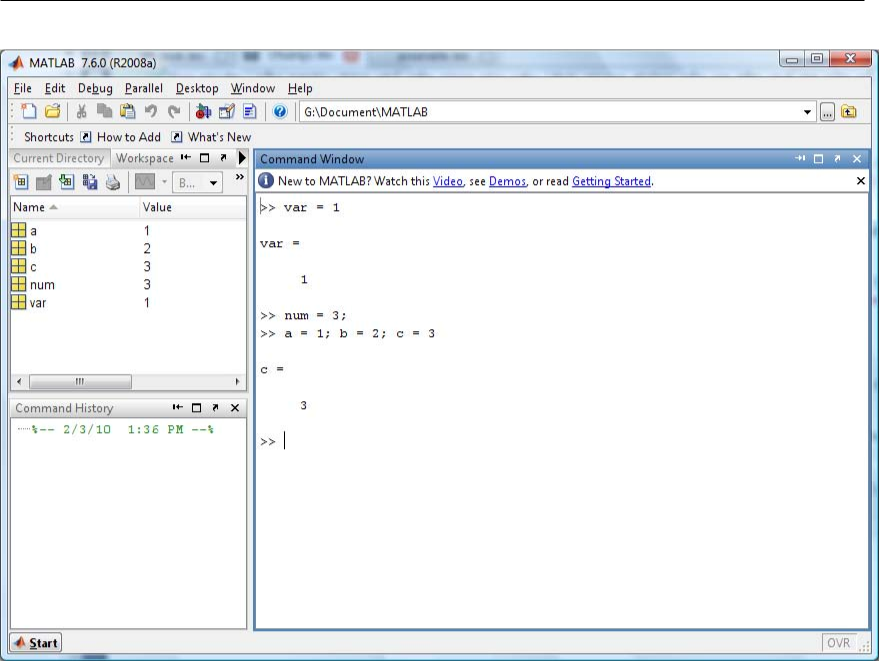 MATLAB 7.6.0 (R2008a)
File Edit Debug Parallel Desktop Window Help
G:\Document\MATLAB
...
Shortcuts How to Add What's New
Current Directory Workspace
B...
»
Name Value
a 1
b 2
c 3
num 3
var 1
Command History
%-- 2/3/10 1:36 PM --%
Command Window
New to MATLAB? Watch this Video, see Demos, or read Getting Started.
>> var = 1
var =
1
>> num = 3;
>> a = 1; b = 2; c = 3
c =
3
>>
Start
OVR